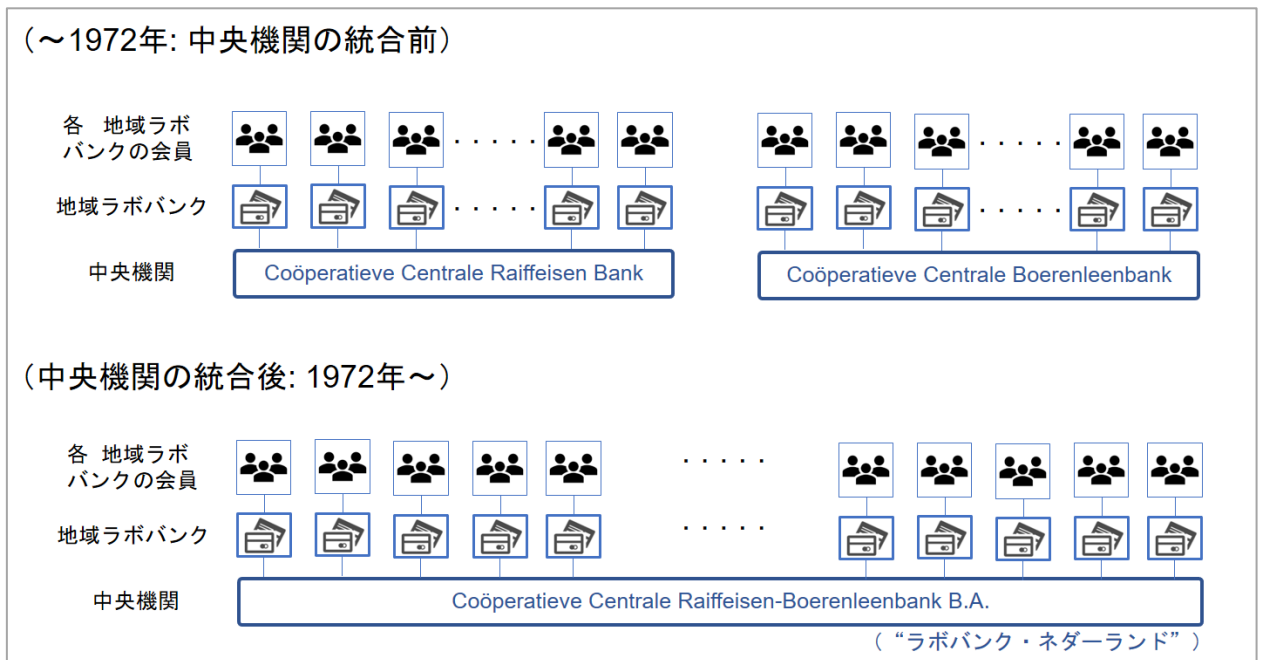 (～1972年: 中央機関の統合前)
各 地域ラボ
バンクの会員
・・・・・
・・・・・
地域ラボバンク
・・・・・
・・・・・
中央機関
Coöperatieve Centrale Raiffeisen Bank
Coöperatieve Centrale Boerenleenbank
(中央機関の統合後: 1972年～)
各 地域ラボ
バンクの会員
・・・・・
地域ラボバンク
・・・・・
中央機関
Coöperatieve Centrale Raiffeisen-Boerenleenbank B.A.
( “ラボバンク・ネダーランド” )